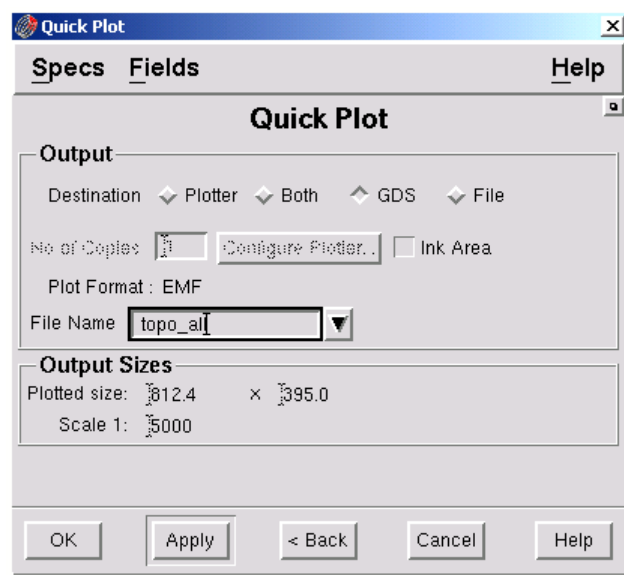 Quick Plot
Specs Fields Help
Quick Plot
Output
Destination Plotter Both GDS File
No of Copies 1 Configure Plotter.. Ink Area
Plot Format : EMF
File Name topo_all
Output Sizes
Plotted size: 812.4 × 395.0
Scale 1: 5000
OK Apply < Back Cancel Help